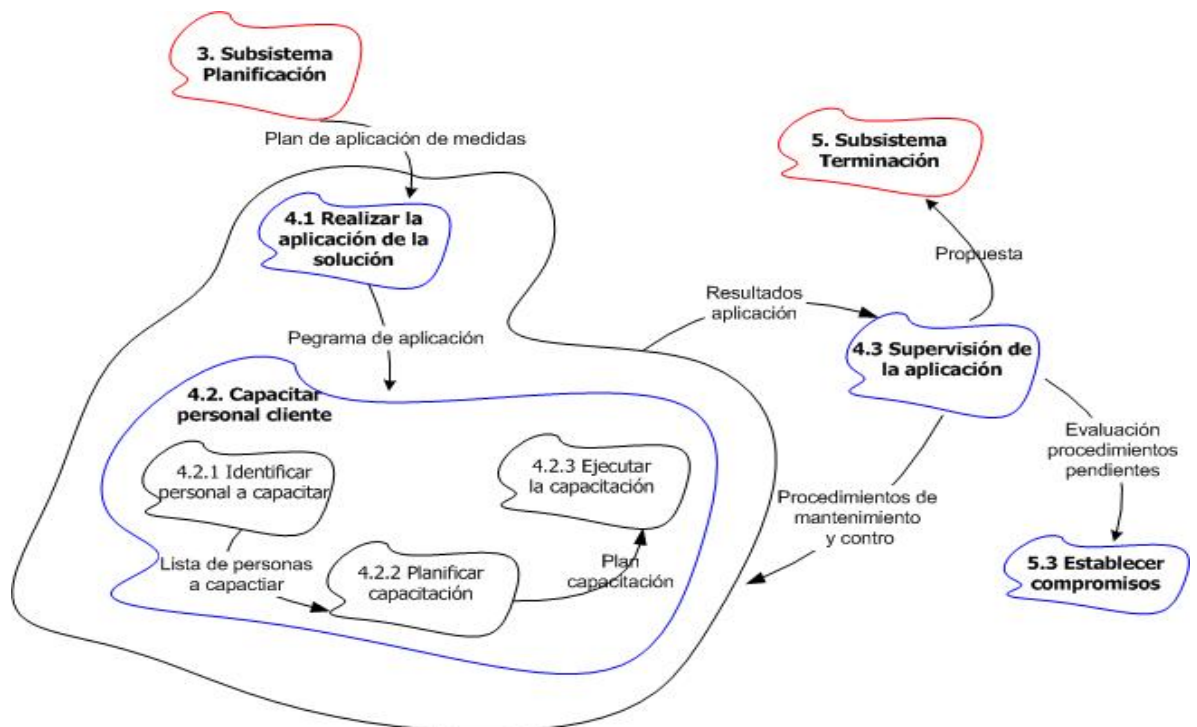 3. Subsistema
Planificación
Plan de aplicación de medidas
5. Subsistema
Terminación
4.1 Realizar la
aplicación de la
solución
Propuesta
Resultados
aplicación
Pegrama de aplicación
4.3 Supervisión de
la aplicación
4.2. Capacitar
personal cliente
Evaluación
procedimientos
pendientes
4.2.1 Identificar
personal a capacitar
4.2.3 Ejecutar
la capacitación
Procedimientos de
mantenimiento
y contro
Lista de personas
a capactiar
4.2.2 Planificar
capacitación
Plan
capacitación
5.3 Establecer
compromisos